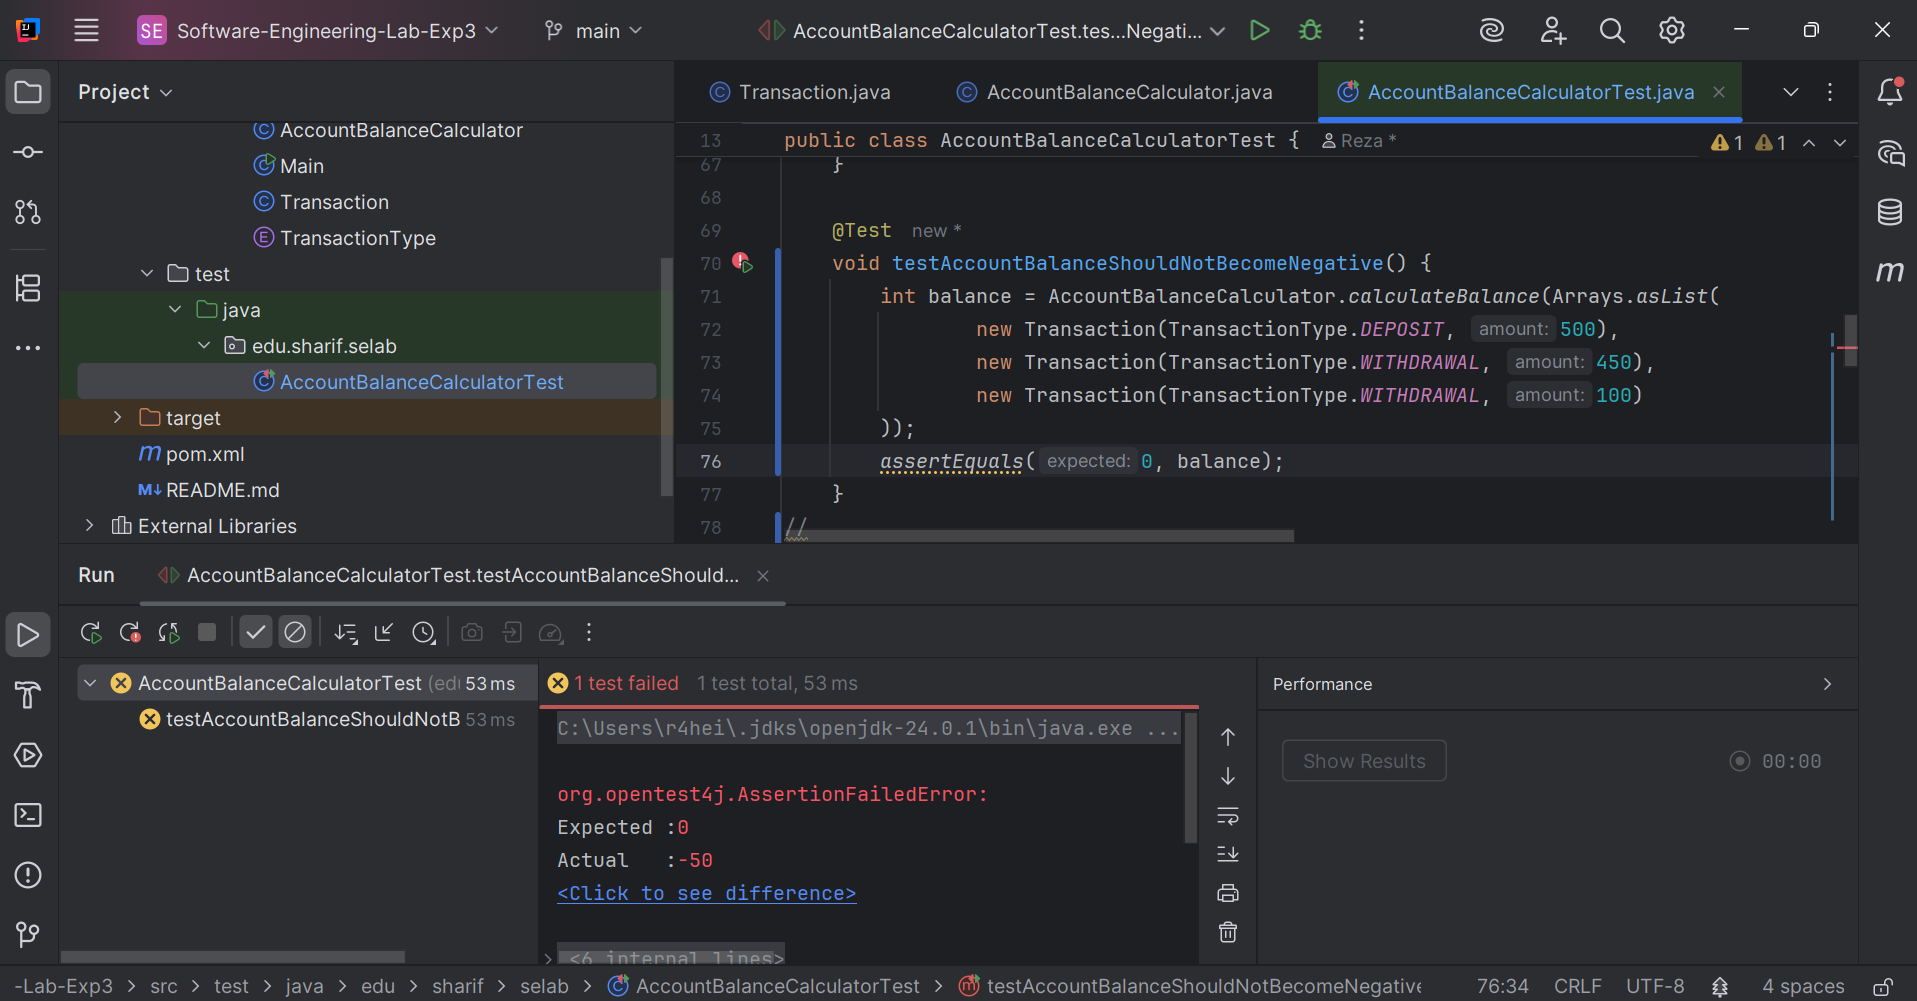 SE Software-Engineering-Lab-Exp3 main AccountBalanceCalculatorTest.tes...Negati...
Project
AccountBalanceCalculator
Main
Transaction
TransactionType
test
java
edu.sharif.selab
AccountBalanceCalculatorTest
target
pom.xml
README.md
External Libraries
Transaction.java AccountBalanceCalculator.java AccountBalanceCalculatorTest.java
13 public class AccountBalanceCalculatorTest { Reza * 1 1
67 }
68
69 @Test new *
70 void testAccountBalanceShouldNotBecomeNegative() {
71 int balance = AccountBalanceCalculator.calculateBalance(Arrays.asList(
72 new Transaction(TransactionType.DEPOSIT, amount: 500),
73 new Transaction(TransactionType.WITHDRAWAL, amount: 450),
74 new Transaction(TransactionType.WITHDRAWAL, amount: 100)
75 ));
76 assertEquals( expected: 0, balance);
77 }
78 //
Run AccountBalanceCalculatorTest.testAccountBalanceShould...
AccountBalanceCalculatorTest (edu 53 ms
testAccountBalanceShouldNotB 53 ms
1 test failed 1 test total, 53 ms
C:\Users\r4hei\.jdks\openjdk-24.0.1\bin\java.exe ...
org.opentest4j.AssertionFailedError:
Expected :0
Actual :-50
<Click to see difference>
<6 internal lines>
Performance
Show Results 00:00
-Lab-Exp3 > src > test > java > edu > sharif > selab > AccountBalanceCalculatorTest > testAccountBalanceShouldNotBecomeNegative 76:34 CRLF UTF-8 4 spaces